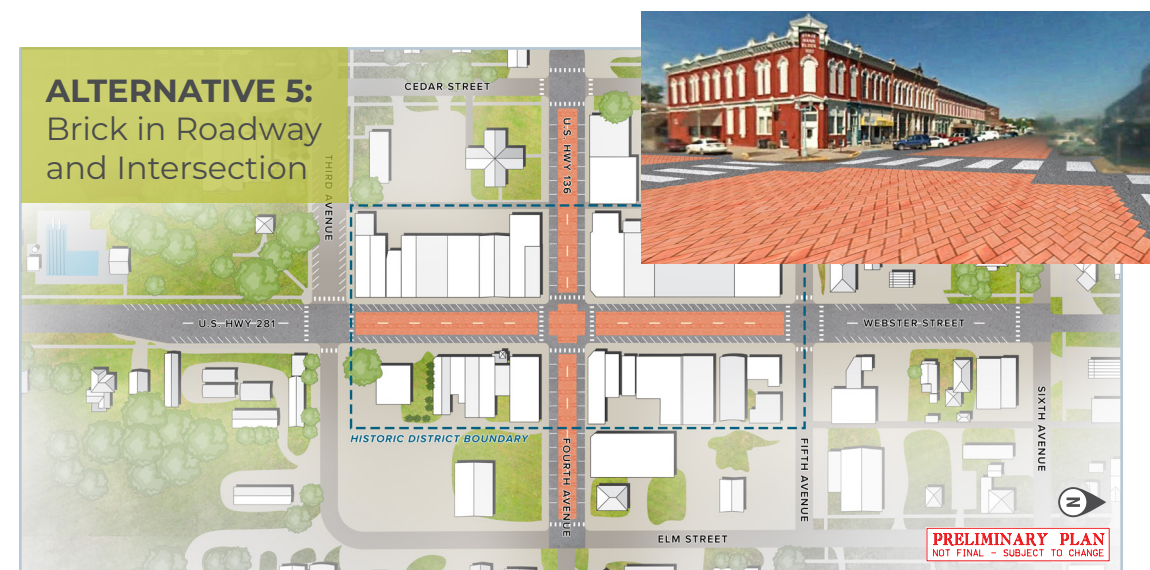 ALTERNATIVE 5:
Brick in Roadway
and Intersection
CEDAR STREET
U.S. HWY 136
THIRD AVENUE
U.S. HWY 281
WEBSTER STREET
HISTORIC DISTRICT BOUNDARY
FOURTH AVENUE
FIFTH AVENUE
SIXTH AVENUE
ELM STREET
N
PRELIMINARY PLAN
NOT FINAL - SUBJECT TO CHANGE